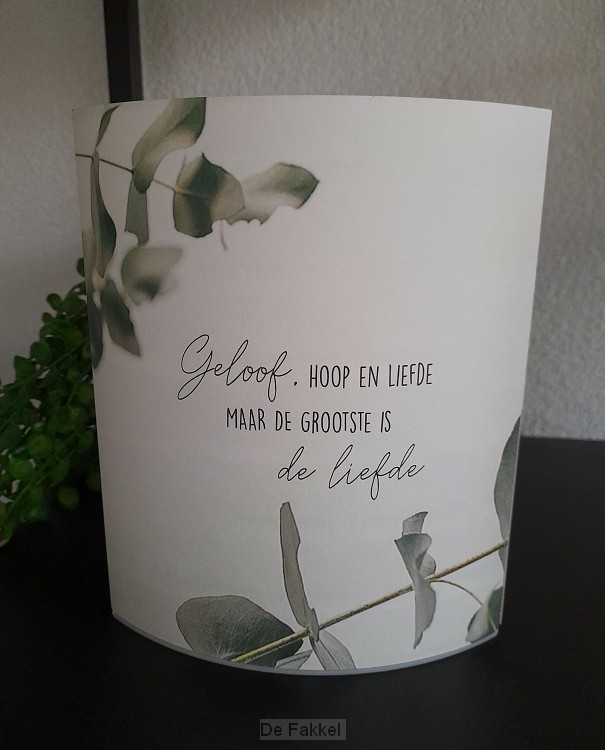 Geloof, HOOP EN LIEFDE
MAAR DE GROOTSTE IS
de liefde
De Fakkel